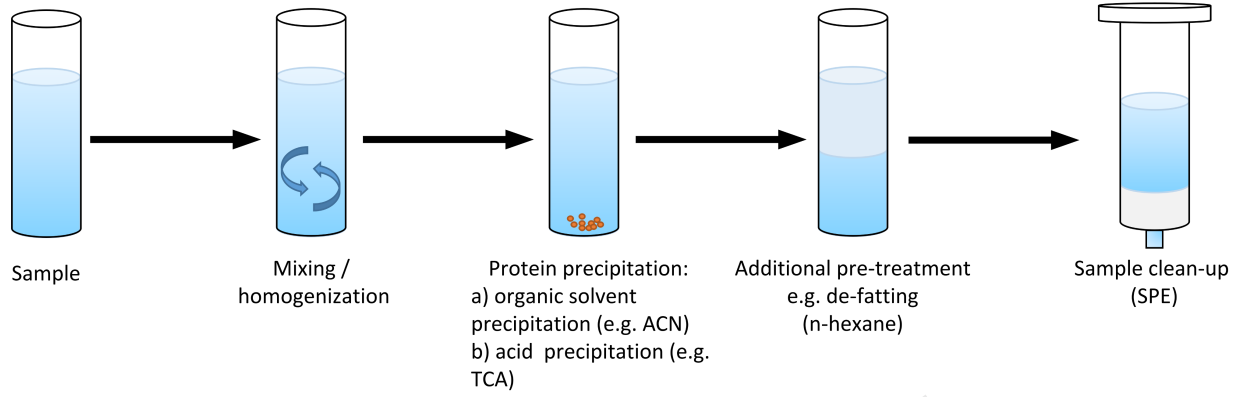 Sample
Mixing /
homogenization
Protein precipitation:
a) organic solvent
precipitation (e.g. ACN)
b) acid  precipitation (e.g.
TCA)
Additional pre-treatment
e.g. de-fatting
(n-hexane)
Sample clean-up
(SPE)